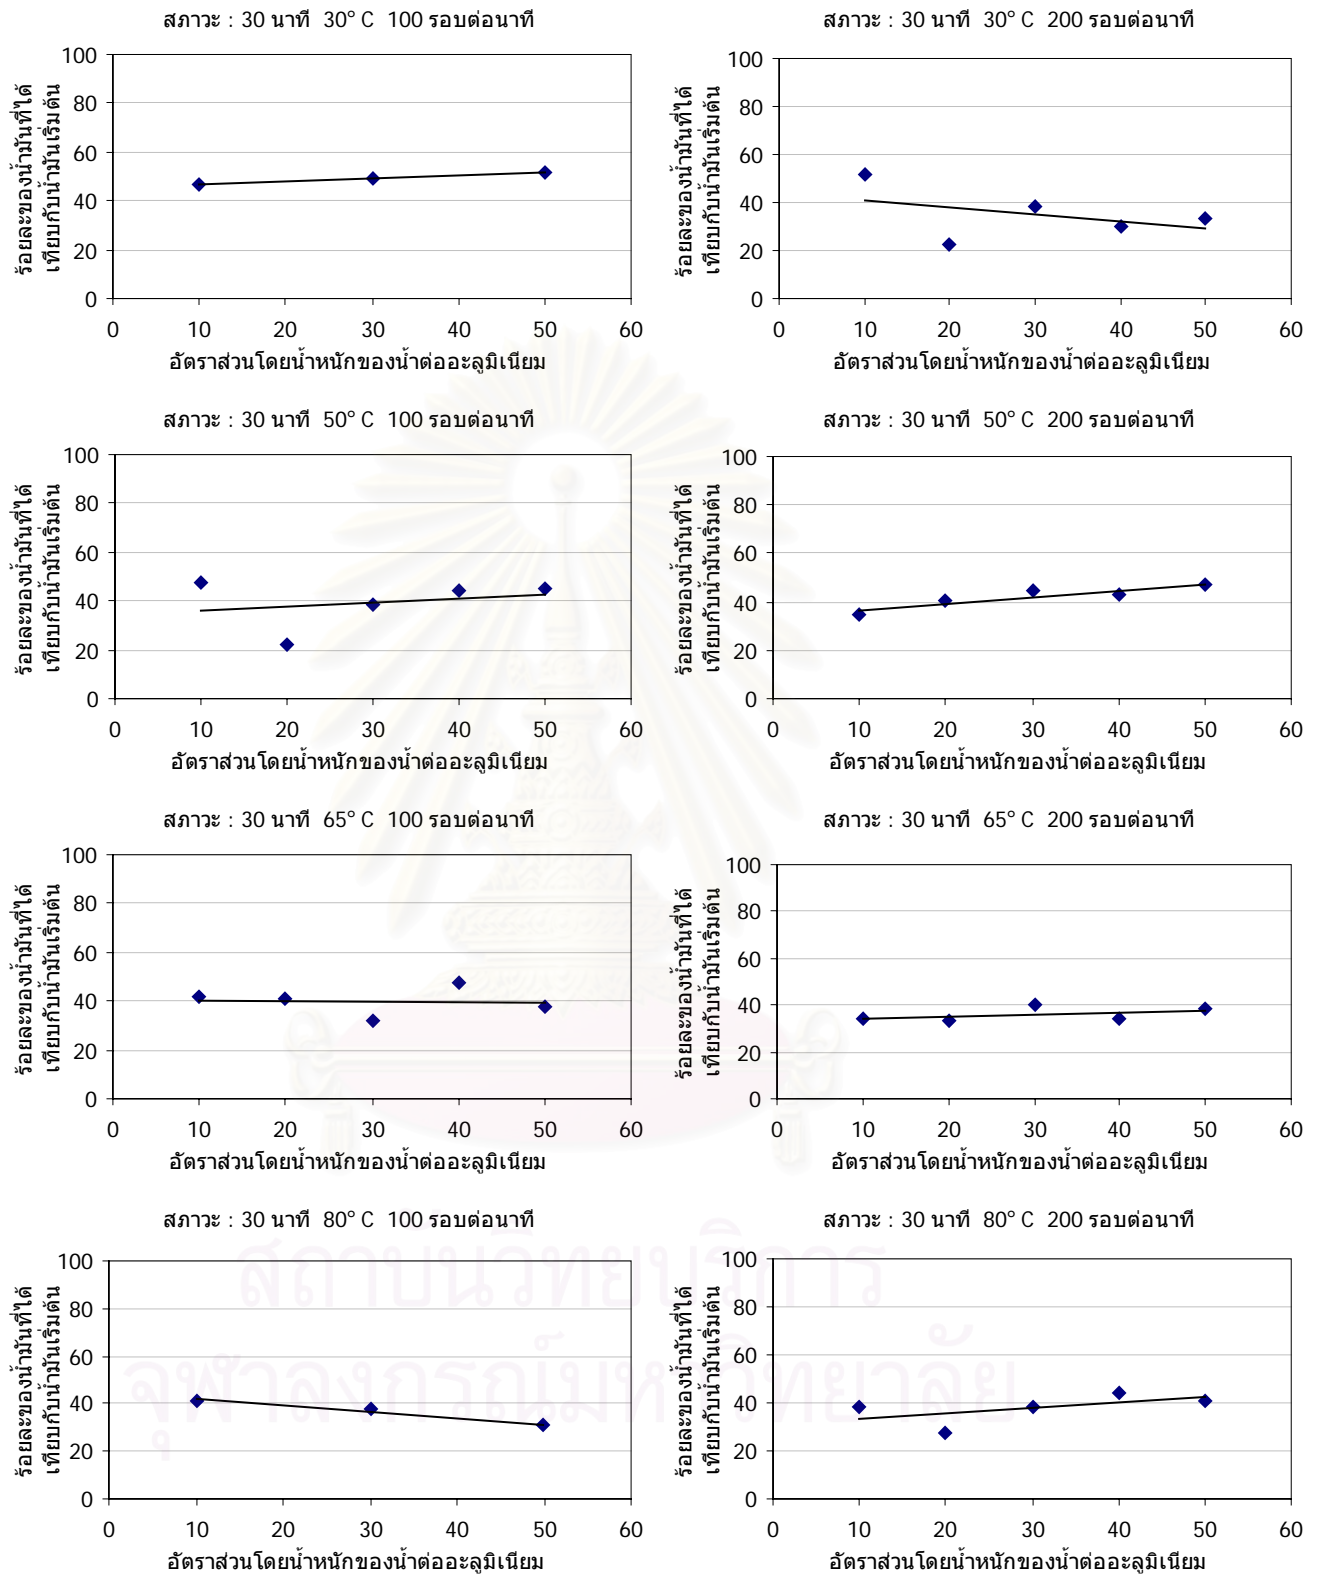 สภาวะ : 30 นาที 30° C 100 รอบต่อนาที
ร้อยละของน้ำมันที่ได้
เทียบกับน้ำมันเริ่มต้น
100
80
60
40
20
0
0 10 20 30 40 50 60
อัตราส่วนโดยน้ำหนักของน้ำต่ออะลูมิเนียม
สภาวะ : 30 นาที 30° C 200 รอบต่อนาที
ร้อยละของน้ำมันที่ได้
เทียบกับน้ำมันเริ่มต้น
100
80
60
40
20
0
0 10 20 30 40 50 60
อัตราส่วนโดยน้ำหนักของน้ำต่ออะลูมิเนียม
สภาวะ : 30 นาที 50° C 100 รอบต่อนาที
ร้อยละของน้ำมันที่ได้
เทียบกับน้ำมันเริ่มต้น
100
80
60
40
20
0
0 10 20 30 40 50 60
อัตราส่วนโดยน้ำหนักของน้ำต่ออะลูมิเนียม
สภาวะ : 30 นาที 50° C 200 รอบต่อนาที
ร้อยละของน้ำมันที่ได้
เทียบกับน้ำมันเริ่มต้น
100
80
60
40
20
0
0 10 20 30 40 50 60
อัตราส่วนโดยน้ำหนักของน้ำต่ออะลูมิเนียม
สภาวะ : 30 นาที 65° C 100 รอบต่อนาที
ร้อยละของน้ำมันที่ได้
เทียบกับน้ำมันเริ่มต้น
100
80
60
40
20
0
0 10 20 30 40 50 60
อัตราส่วนโดยน้ำหนักของน้ำต่ออะลูมิเนียม
สภาวะ : 30 นาที 65° C 200 รอบต่อนาที
ร้อยละของน้ำมันที่ได้
เทียบกับน้ำมันเริ่มต้น
100
80
60
40
20
0
0 10 20 30 40 50 60
อัตราส่วนโดยน้ำหนักของน้ำต่ออะลูมิเนียม
สภาวะ : 30 นาที 80° C 100 รอบต่อนาที
ร้อยละของน้ำมันที่ได้
เทียบกับน้ำมันเริ่มต้น
100
80
60
40
20
0
0 10 20 30 40 50 60
อัตราส่วนโดยน้ำหนักของน้ำต่ออะลูมิเนียม
สภาวะ : 30 นาที 80° C 200 รอบต่อนาที
ร้อยละของน้ำมันที่ได้
เทียบกับน้ำมันเริ่มต้น
100
80
60
40
20
0
0 10 20 30 40 50 60
อัตราส่วนโดยน้ำหนักของน้ำต่ออะลูมิเนียม
สถาบันวิทยบริการ
จุฬาลงกรณ์มหาวิทยาลัย